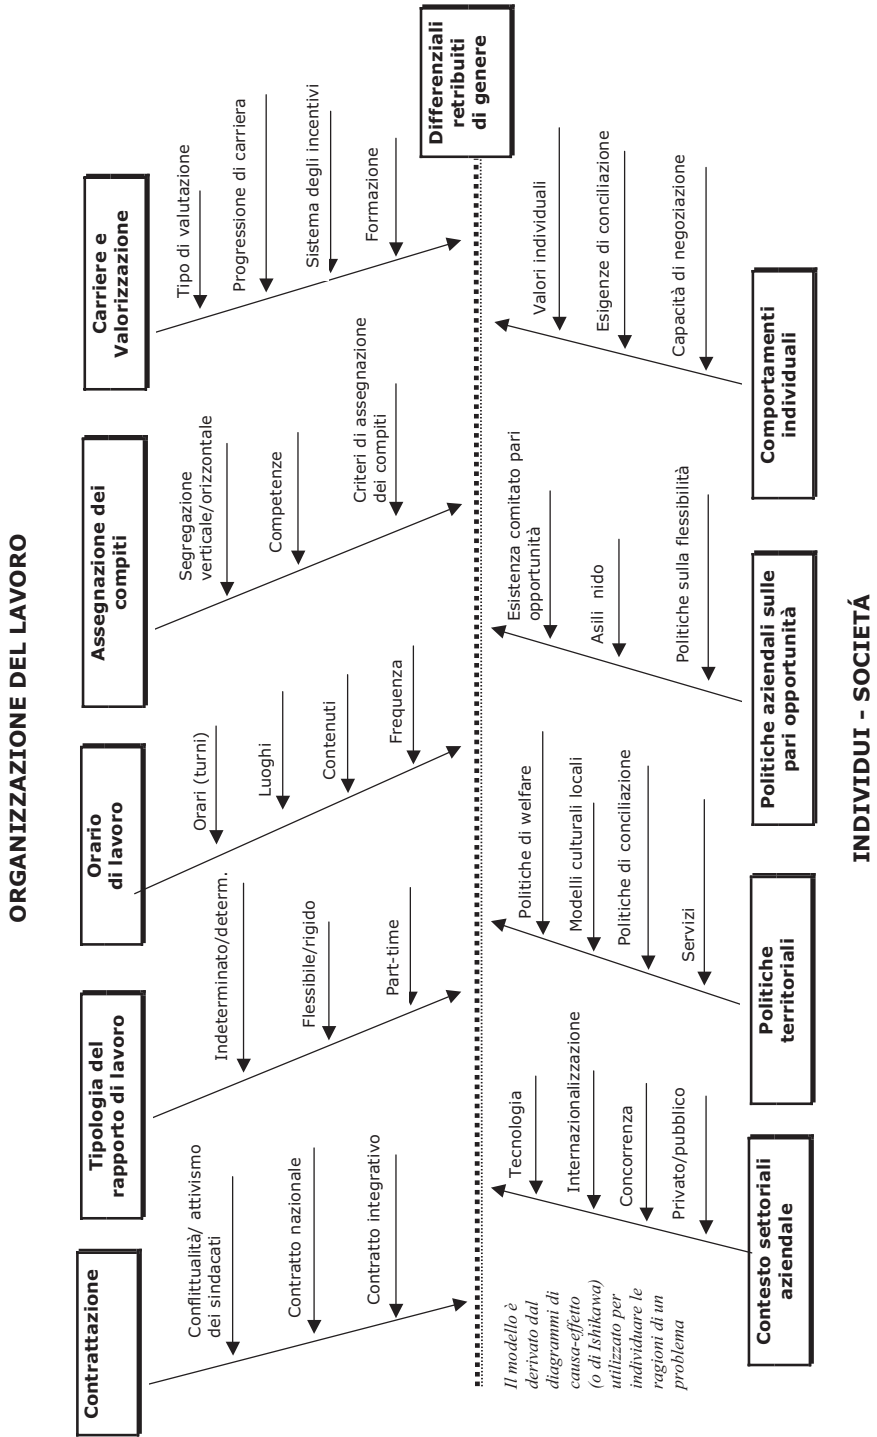 ORGANIZZAZIONE DEL LAVORO
Contrattazione
Conflittualità/ attivismo
dei sindacati
Contratto nazionale
Contratto integrativo
Tipologia del
rapporto di lavoro
Indeterminato/determ.
Flessibile/rigido
Part-time
Orario
di lavoro
Orari (turni)
Luoghi
Contenuti
Frequenza
Assegnazione dei
compiti
Segregazione
verticale/orizzontale
Competenze
Criteri di assegnazione
dei compiti
Carriere e
Valorizzazione
Tipo di valutazione
Progressione di carriera
Sistema degli incentivi
Formazione
Differenziali
retribuiti
di genere
Il modello è
derivato dal
diagrammi di
causa-effetto
(o di Ishikawa)
utilizzato per
individuare le
ragioni di un
problema
Tecnologia
Internazionalizzazione
Concorrenza
Privato/pubblico
Contesto settoriali
aziendale
Politiche di welfare
Modelli culturali locali
Politiche di conciliazione
Servizi
Politiche
territoriali
Esistenza comitato pari
opportunità
Asili nido
Politiche sulla flessibilità
Politiche aziendali sulle
pari opportunità
Valori individuali
Esigenze di conciliazione
Capacità di negoziazione
Comportamenti
individuali
INDIVIDUI - SOCIETÁ